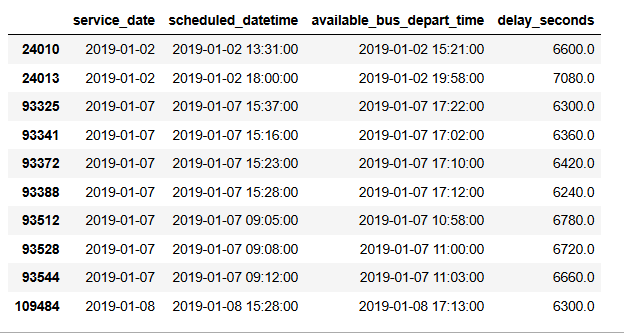 service_date scheduled_datetime available_bus_depart_time delay_seconds
24010 2019-01-02 2019-01-02 13:31:00 2019-01-02 15:21:00 6600.0
24013 2019-01-02 2019-01-02 18:00:00 2019-01-02 19:58:00 7080.0
93325 2019-01-07 2019-01-07 15:37:00 2019-01-07 17:22:00 6300.0
93341 2019-01-07 2019-01-07 15:16:00 2019-01-07 17:02:00 6360.0
93372 2019-01-07 2019-01-07 15:23:00 2019-01-07 17:10:00 6420.0
93388 2019-01-07 2019-01-07 15:28:00 2019-01-07 17:12:00 6240.0
93512 2019-01-07 2019-01-07 09:05:00 2019-01-07 10:58:00 6780.0
93528 2019-01-07 2019-01-07 09:08:00 2019-01-07 11:00:00 6720.0
93544 2019-01-07 2019-01-07 09:12:00 2019-01-07 11:03:00 6660.0
109484 2019-01-08 2019-01-08 15:28:00 2019-01-08 17:13:00 6300.0